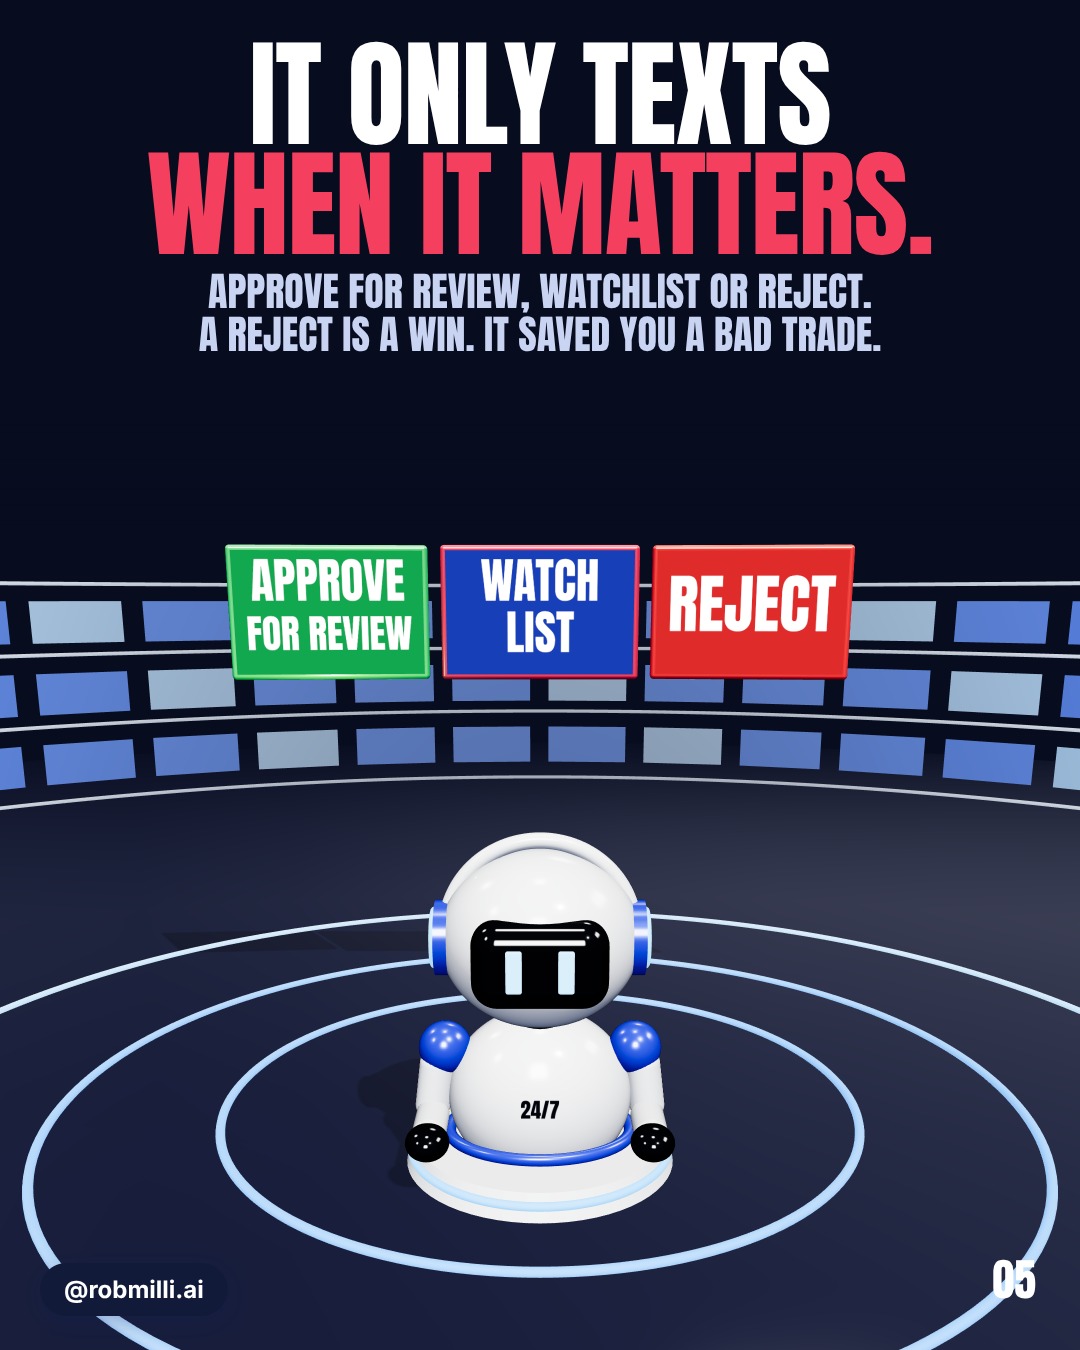 IT ONLY TEXTS
WHEN IT MATTERS.
APPROVE FOR REVIEW, WATCHLIST OR REJECT.
A REJECT IS A WIN. IT SAVED YOU A BAD TRADE.
APPROVE
FOR REVIEW
WATCH
LIST
REJECT
24/7
@robmilli.ai
05